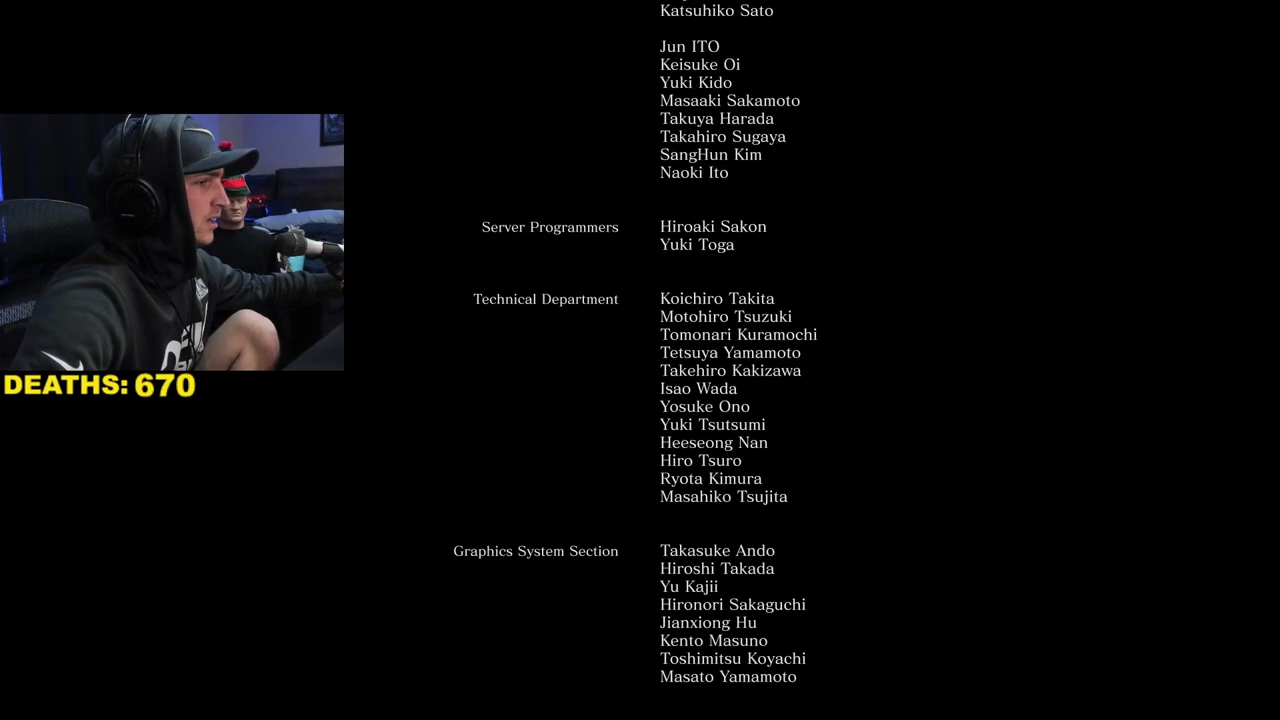 Katsuhiko Sato
Jun ITO
Keisuke Oi
Yuki Kido
Masaaki Sakamoto
Takuya Harada
Takahiro Sugaya
SangHun Kim
Naoki Ito
Server Programmers Hiroaki Sakon
Yuki Toga
Technical Department Koichiro Takita
Motohiro Tsuzuki
Tomonari Kuramochi
Tetsuya Yamamoto
Takehiro Kakizawa
Isao Wada
Yosuke Ono
Yuki Tsutsumi
Heeseong Nan
Hiro Tsuro
Ryota Kimura
Masahiko Tsujita
Graphics System Section Takasuke Ando
Hiroshi Takada
Yu Kajii
Hironori Sakaguchi
Jianxiong Hu
Kento Masuno
Toshimitsu Koyachi
Masato Yamamoto
DEATHS: 670